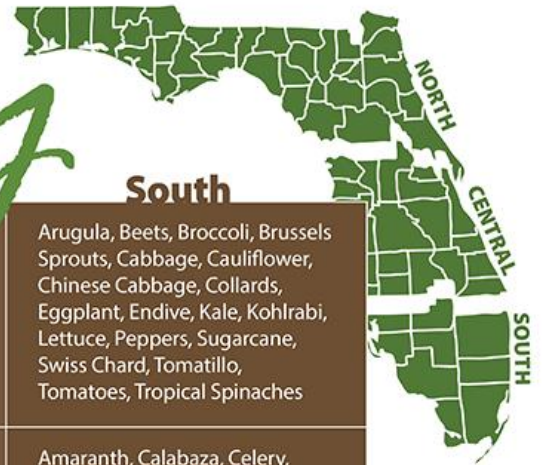 NORTH
CENTRAL
SOUTH
South
Arugula, Beets, Broccoli, Brussels
Sprouts, Cabbage, Cauliflower,
Chinese Cabbage, Collards,
Eggplant, Endive, Kale, Kohlrabi,
Lettuce, Peppers, Sugarcane,
Swiss Chard, Tomatillo,
Tomatoes, Tropical Spinaches
Amaranth, Calabaza, Celery,